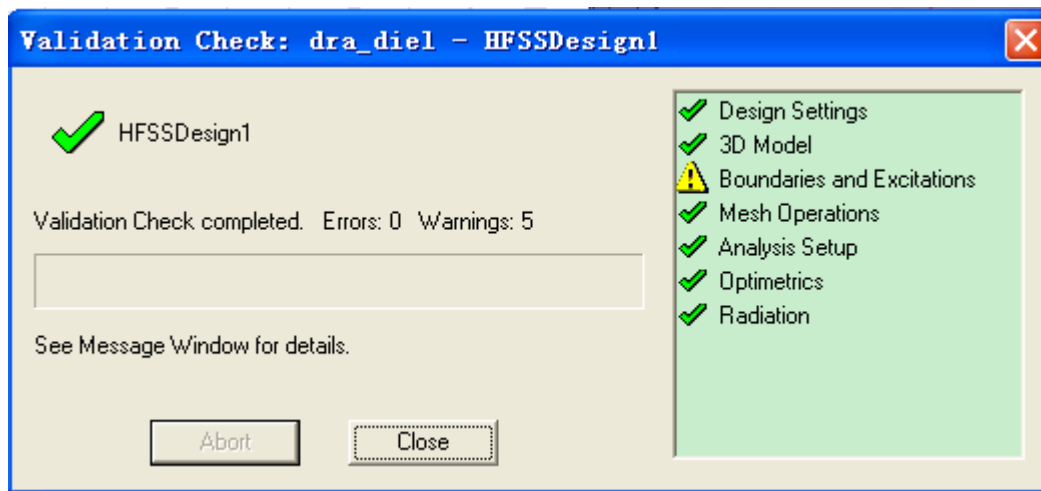 Validation Check: dra_diel - HFSSDesign1
HFSSDesign1
Validation Check completed. Errors: 0 Warnings: 5
See Message Window for details.
Abort
Close
Design Settings
3D Model
Boundaries and Excitations
Mesh Operations
Analysis Setup
Optimetrics
Radiation